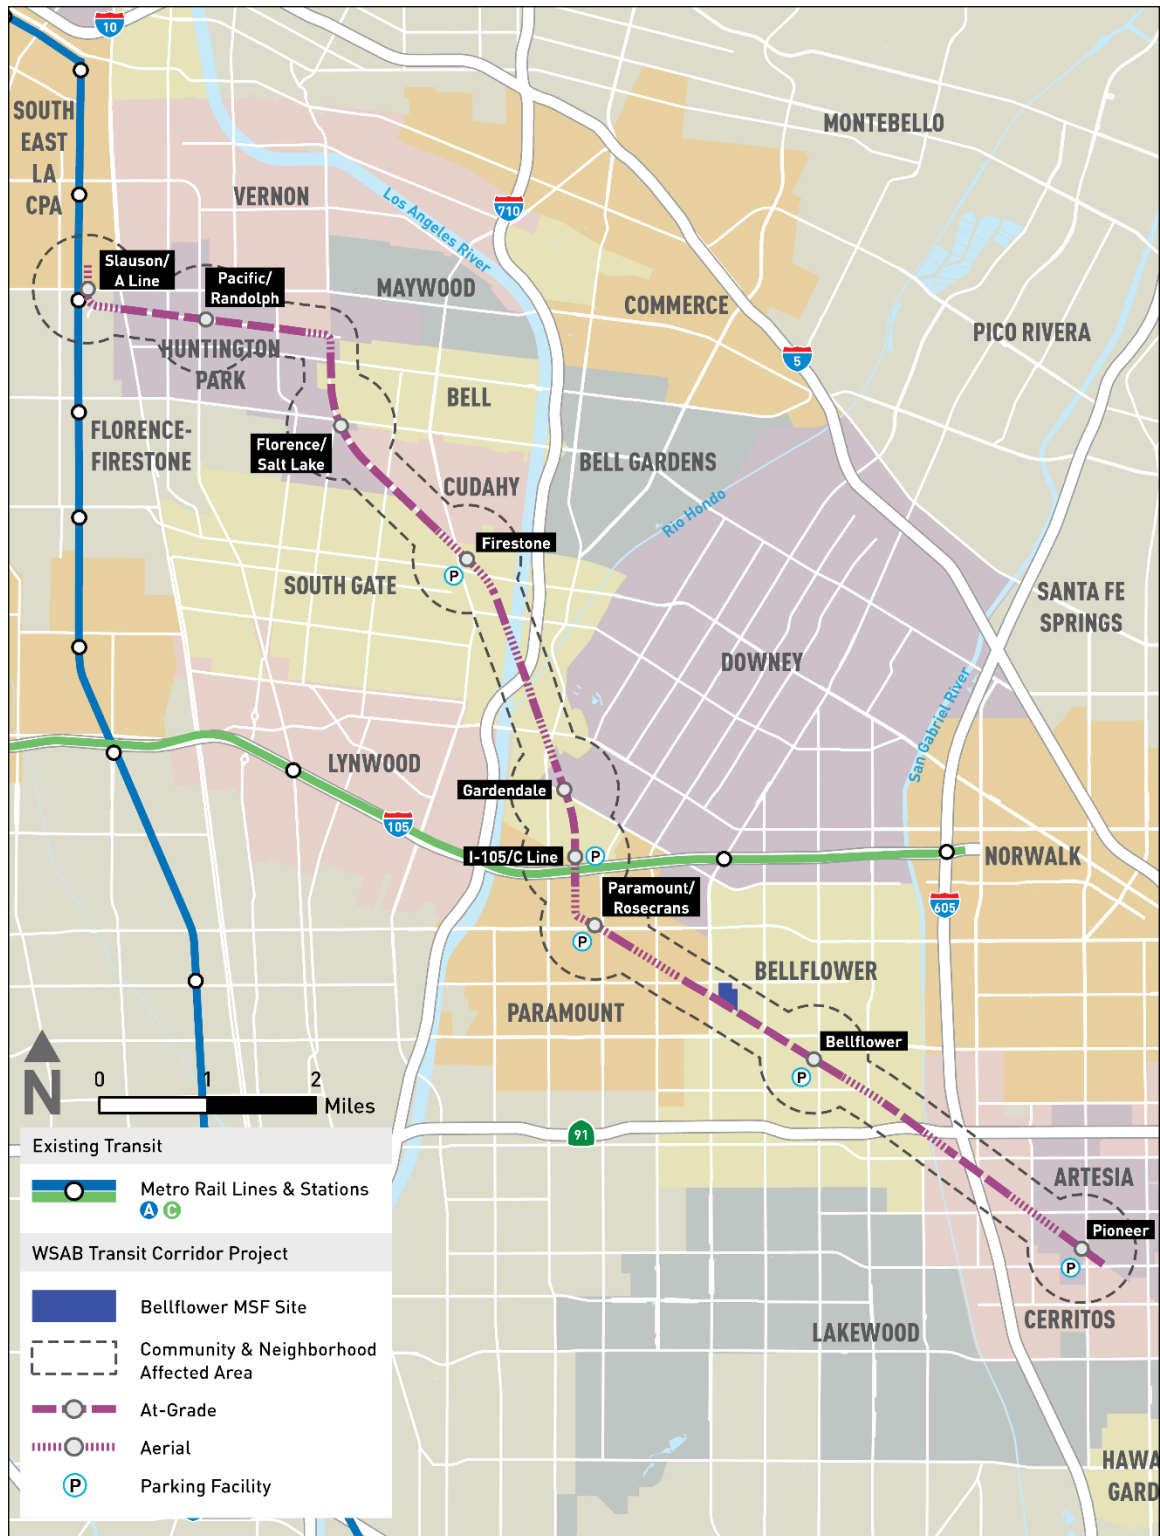 10
SOUTH
EAST
LA
CPA
MONTEBELLO
VERNON
Los Angeles River
710
Slauson/
A Line
Pacific/
Randolph
MAYWOOD
COMMERCE
PICO RIVERA
5
HUNTINGTON
PARK
BELL
FLORENCE-
FIRESTONE
Florence/
Salt Lake
BELL GARDENS
CUDAHY
Rio Hondo
Firestone
P
SOUTH GATE
SANTA FE
SPRINGS
DOWNEY
San Gabriel River
LYNWOOD
Gardendale
105
I-105/C Line
P
NORWALK
Paramount/
Rosecrans
605
P
BELLFLOWER
PARAMOUNT
Bellflower
P
N
0 1 2
Miles
91
ARTESIA
Pioneer
P
CERRITOS
LAKEWOOD
HAWA
GARD
Existing Transit
Metro Rail Lines & Stations
A C
WSAB Transit Corridor Project
Bellflower MSF Site
Community & Neighborhood
Affected Area
At-Grade
Aerial
P Parking Facility